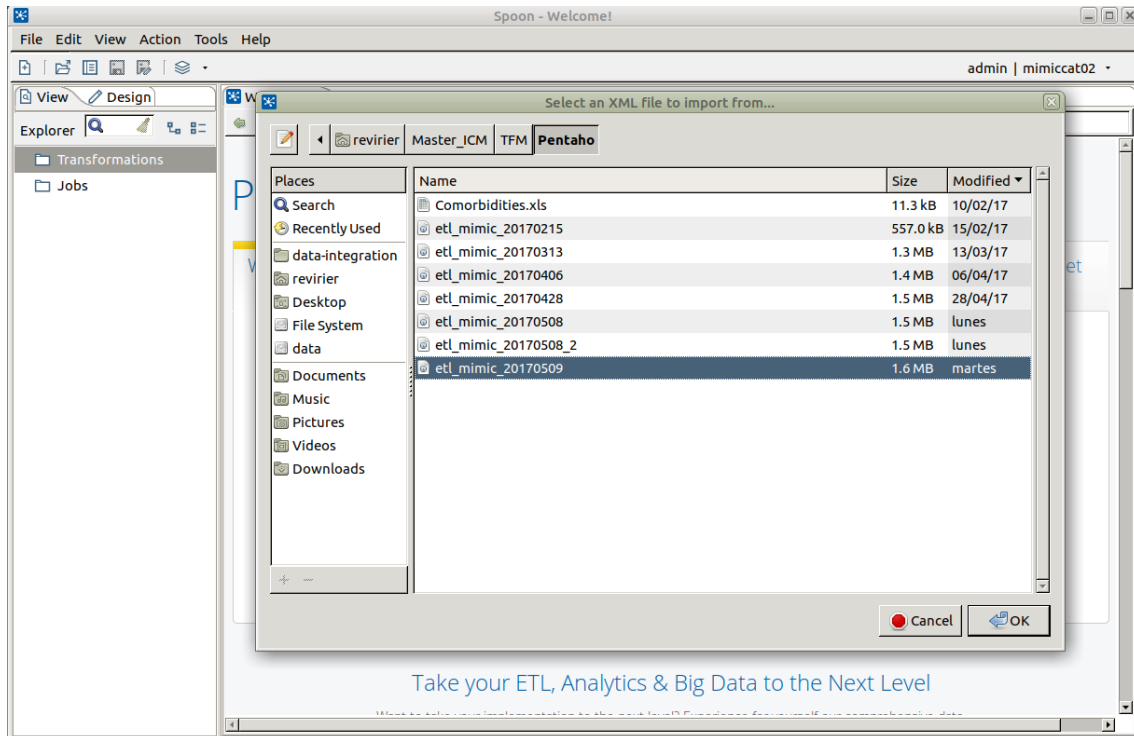 Spoon - Welcome!
File Edit View Action Tools Help
admin | mimiccat02
View Design
W
Select an XML file to import from...
Explorer
revirier Master_ICM TFM Pentaho
Transformations
Jobs
P
Places Name Size Modified
Search Comorbidities.xls 11.3 kB 10/02/17
Recently Used etl_mimic_20170215 557.0 kB 15/02/17
data-integration etl_mimic_20170313 1.3 MB 13/03/17
revirier etl_mimic_20170406 1.4 MB 06/04/17
Desktop etl_mimic_20170428 1.5 MB 28/04/17
File System etl_mimic_20170508 1.5 MB lunes
data etl_mimic_20170508_2 1.5 MB lunes
Documents etl_mimic_20170509 1.6 MB martes
Music
Pictures
Videos
Downloads
W et
Cancel OK
Take your ETL, Analytics & Big Data to the Next Level